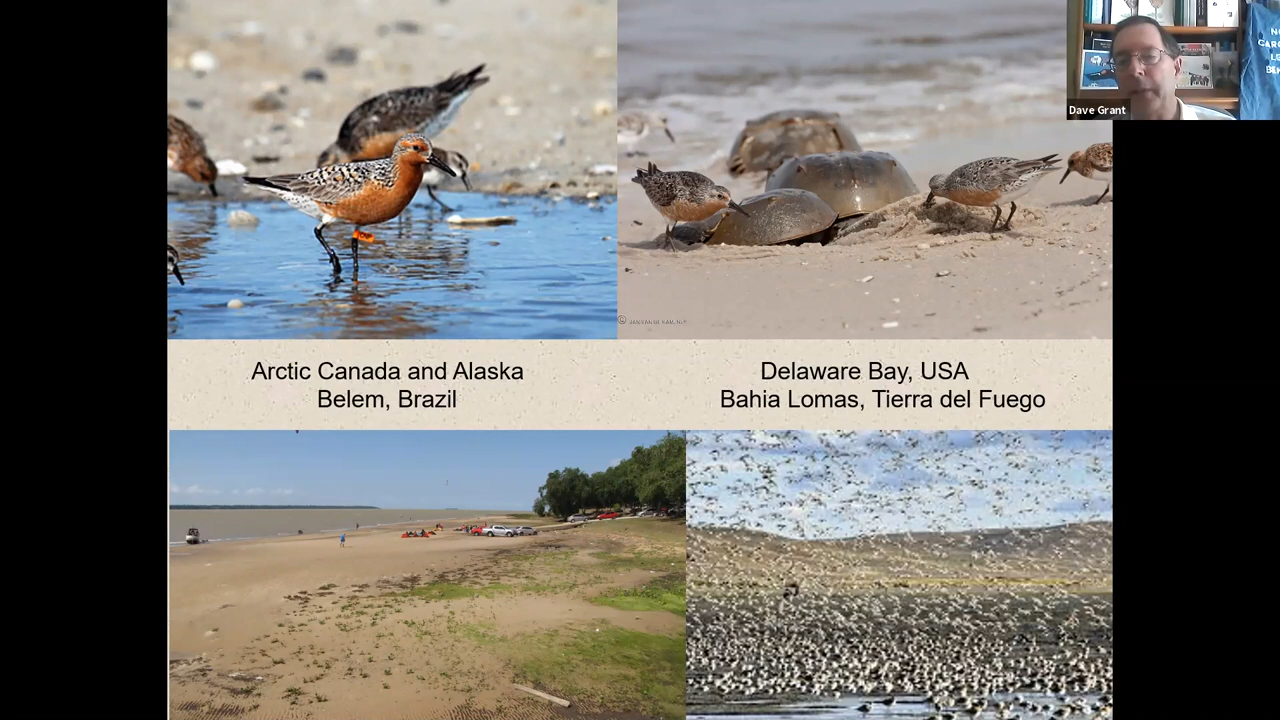 Dave Grant
Arctic Canada and Alaska
Belem, Brazil
Delaware Bay, USA
Bahia Lomas, Tierra del Fuego